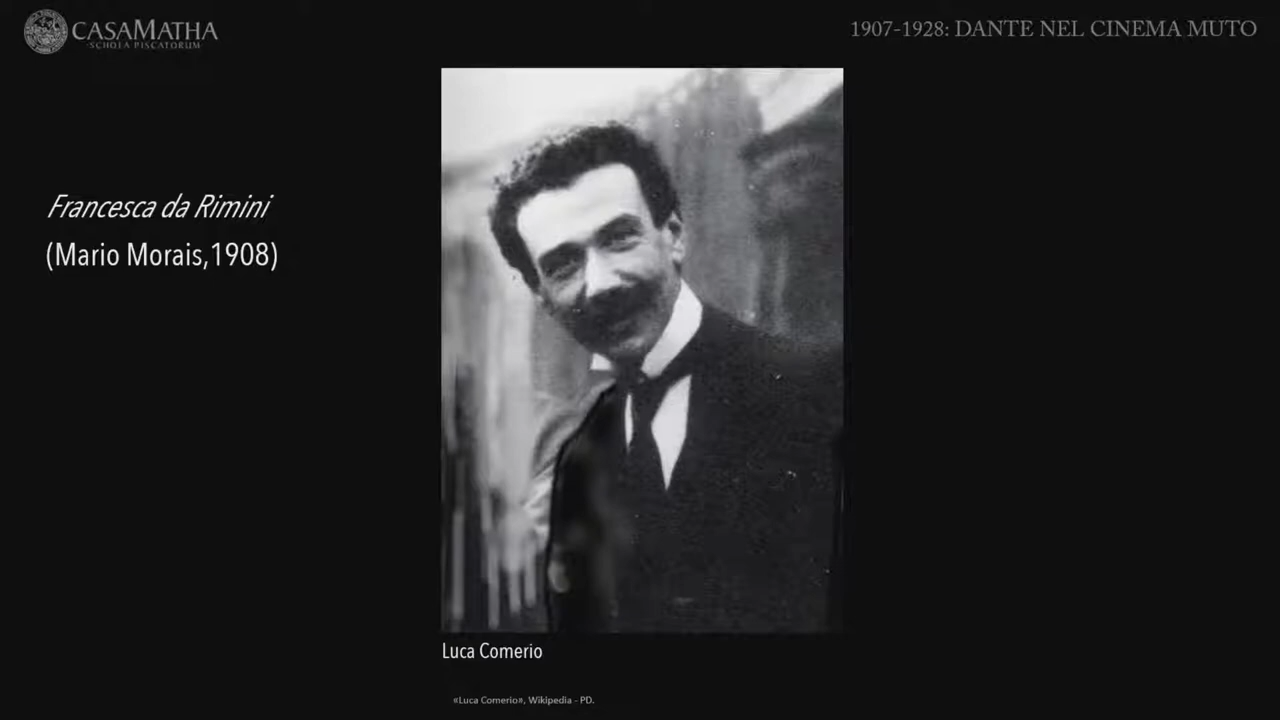 CASAMATHA
SCHOLA PISCATORUM
1907-1928: DANTE NEL CINEMA MUTO
Francesca da Rimini
(Mario Morais,1908)
Luca Comerio
«Luca Comerio», Wikipedia - PD.